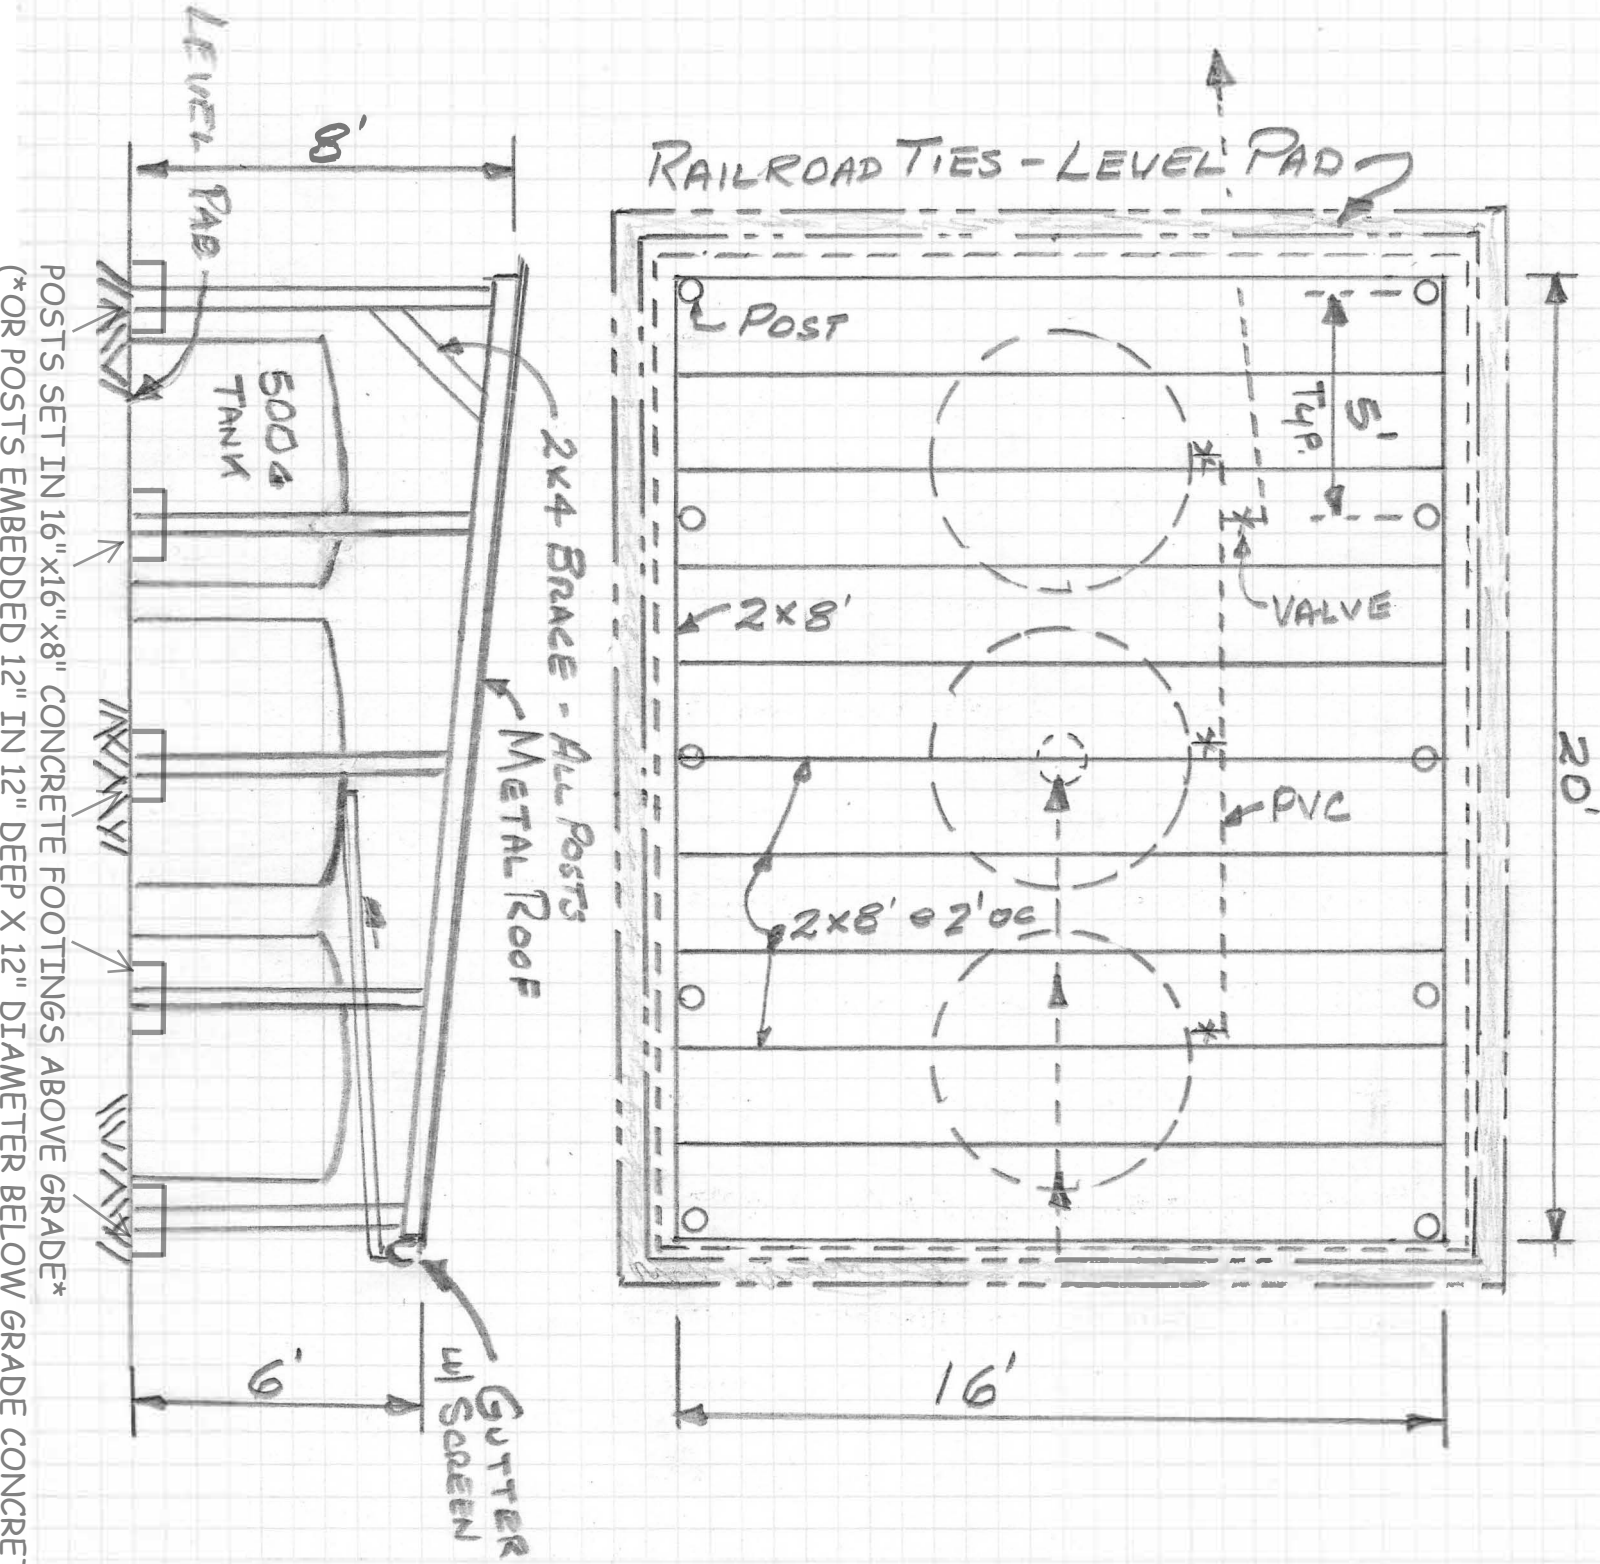 RAILROAD TIES - LEVEL PAD
POST
5'
TYP.
VALVE
2x8'
PVC
2x8' @ 2' OC
20'
16'
8'
LEVEL PAD
500G
TANK
2x4 BRACE - ALL POSTS
METAL ROOF
6'
GUTTER
W/ SCREEN
POSTS SET IN 16"x16"x8" CONCRETE FOOTINGS ABOVE GRADE*
(*OR POSTS EMBEDDED 12" IN 12" DEEP X 12" DIAMETER BELOW GRADE